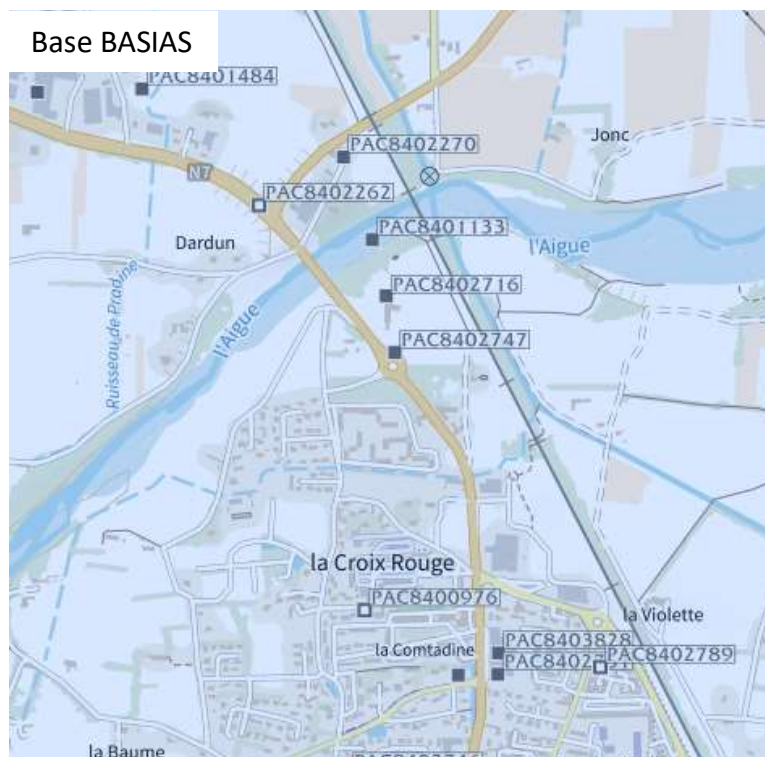 Base BASIAS
PAC8401484
Jonc
PAC8402270
N7
PAC8402262
PAC8401133
Dardun
l'Aigue
Ruisseau de Pradine
PAC8402716
l'Aigue
PAC8402747
la Croix Rouge
PAC8400976
la Violette
PAC8403828
la Comtadine
PAC8402789
la Baume